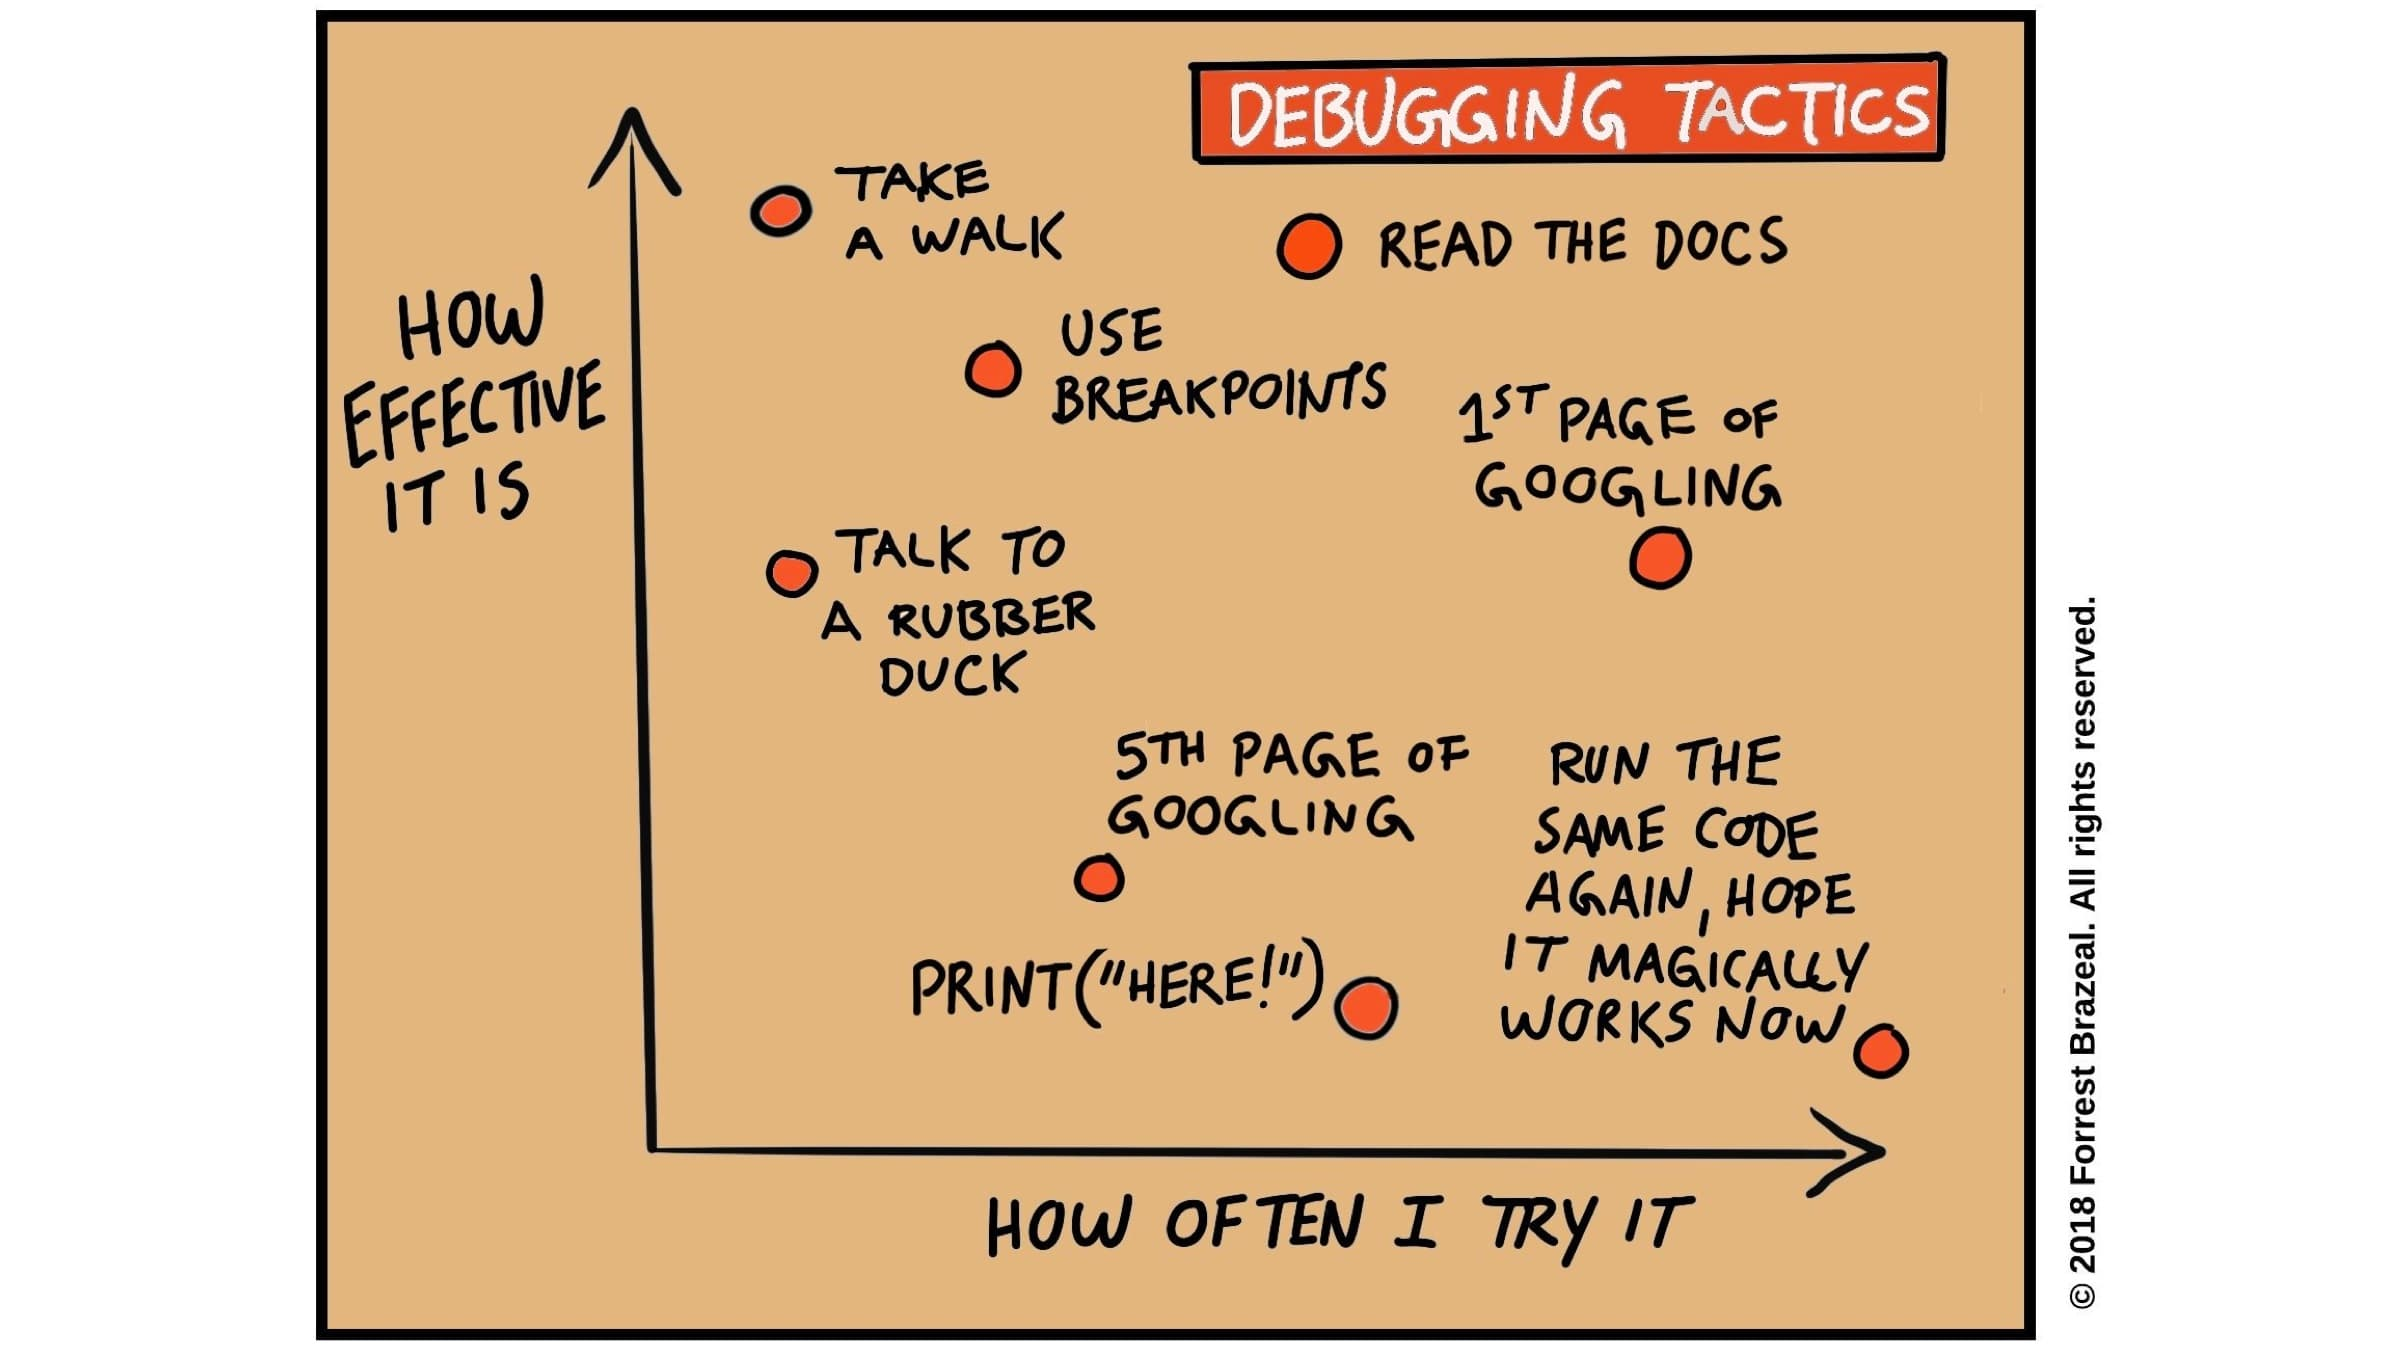 DEBUGGING TACTICS
HOW
EFFECTIVE
IT IS
TAKE
A WALK
READ THE DOCS
USE
BREAKPOINTS
1ST PAGE OF
GOOGLING
TALK TO
A RUBBER
DUCK
5TH PAGE OF
GOOGLING
RUN THE
SAME CODE
AGAIN, HOPE
IT MAGICALLY
WORKS NOW
PRINT("HERE!")
HOW OFTEN I TRY IT
© 2018 Forrest Brazeal. All rights reserved.